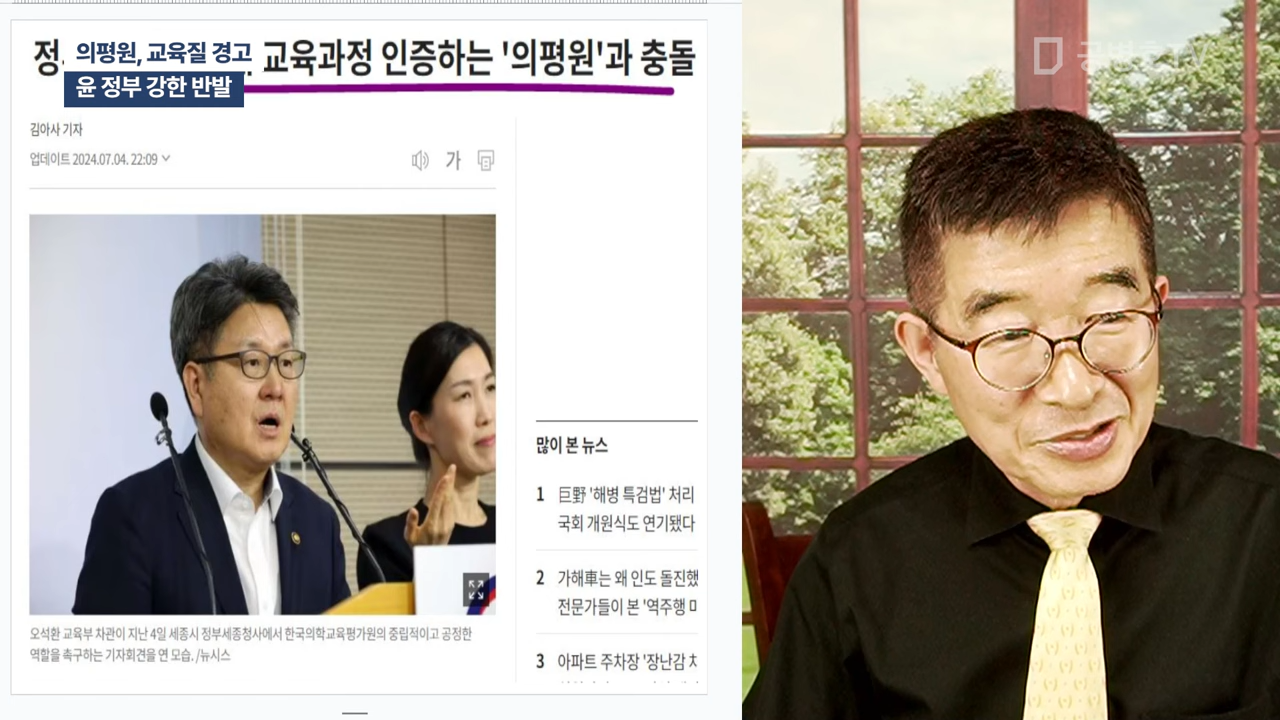 의평원, 교육질 경고
윤 정부 강한 반발
정 교육과정 인증하는 '의평원'과 충돌
김아사 기자
업데이트 2024.07.04. 22:09
가
오석환 교육부 차관이 지난 4일 세종시 정부세종청사에서 한국의학교육평가원의 중립적이고 공정한
역할을 촉구하는 기자회견을 연 모습. /뉴시스
많이 본 뉴스
1 巨野 '해병 특검법' 처리
국회 개원식도 연기됐다
2 가해車는 왜 인도 돌진했
전문가들이 본 '역주행 미
3 아파트 주차장 '장난감 차
공병호TV